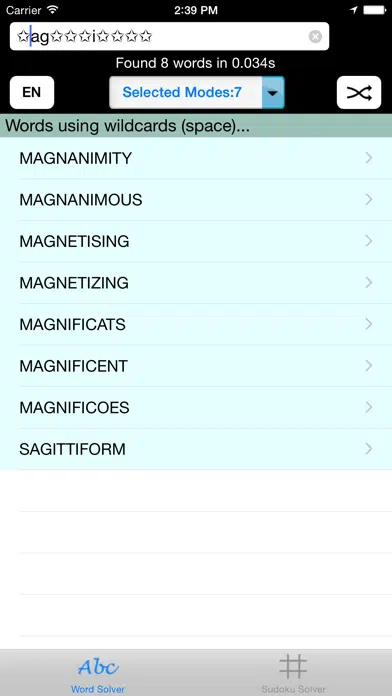 Carrier 2:39 PM
✩ag✩✩✩i✩✩✩✩
Found 8 words in 0.034s
EN Selected Modes:7
Words using wildcards (space)...
MAGNANIMITY
MAGNANIMOUS
MAGNETISING
MAGNETIZING
MAGNIFICATS
MAGNIFICENT
MAGNIFICOES
SAGITTIFORM
Abc
Word Solver Sudoku Solver